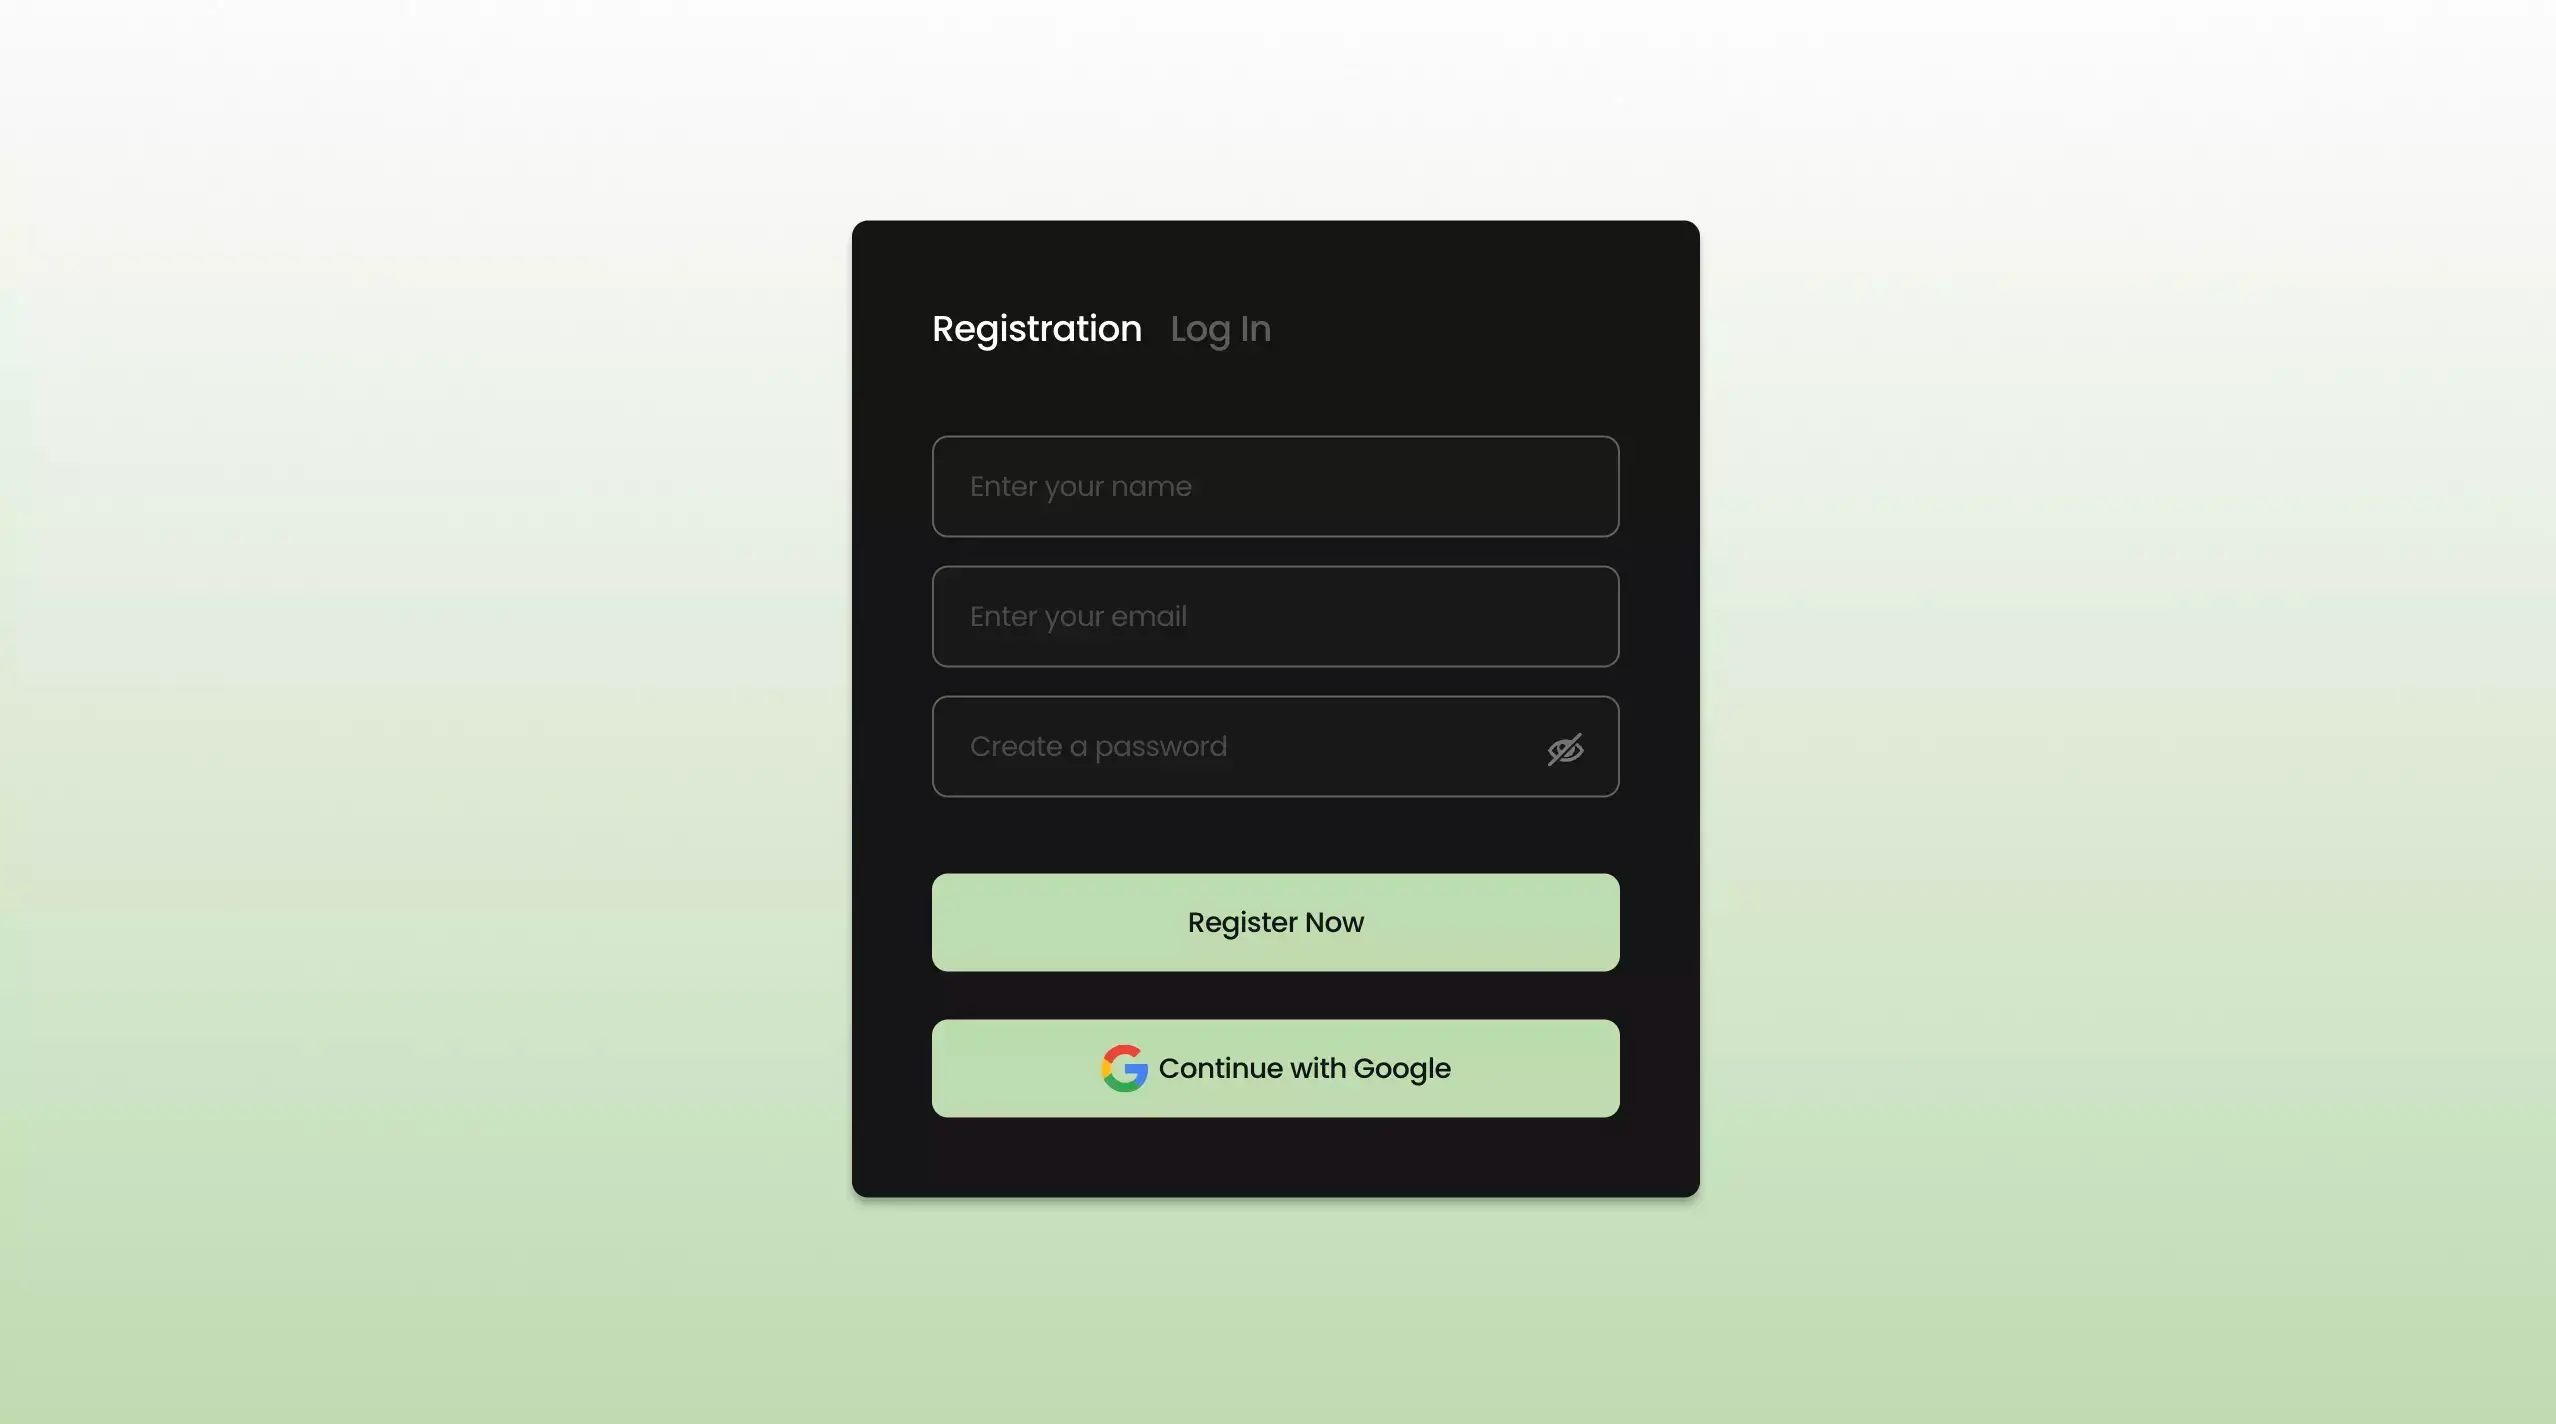 Registration Log In
Enter your name
Enter your email
Create a password
Register Now
Continue with Google